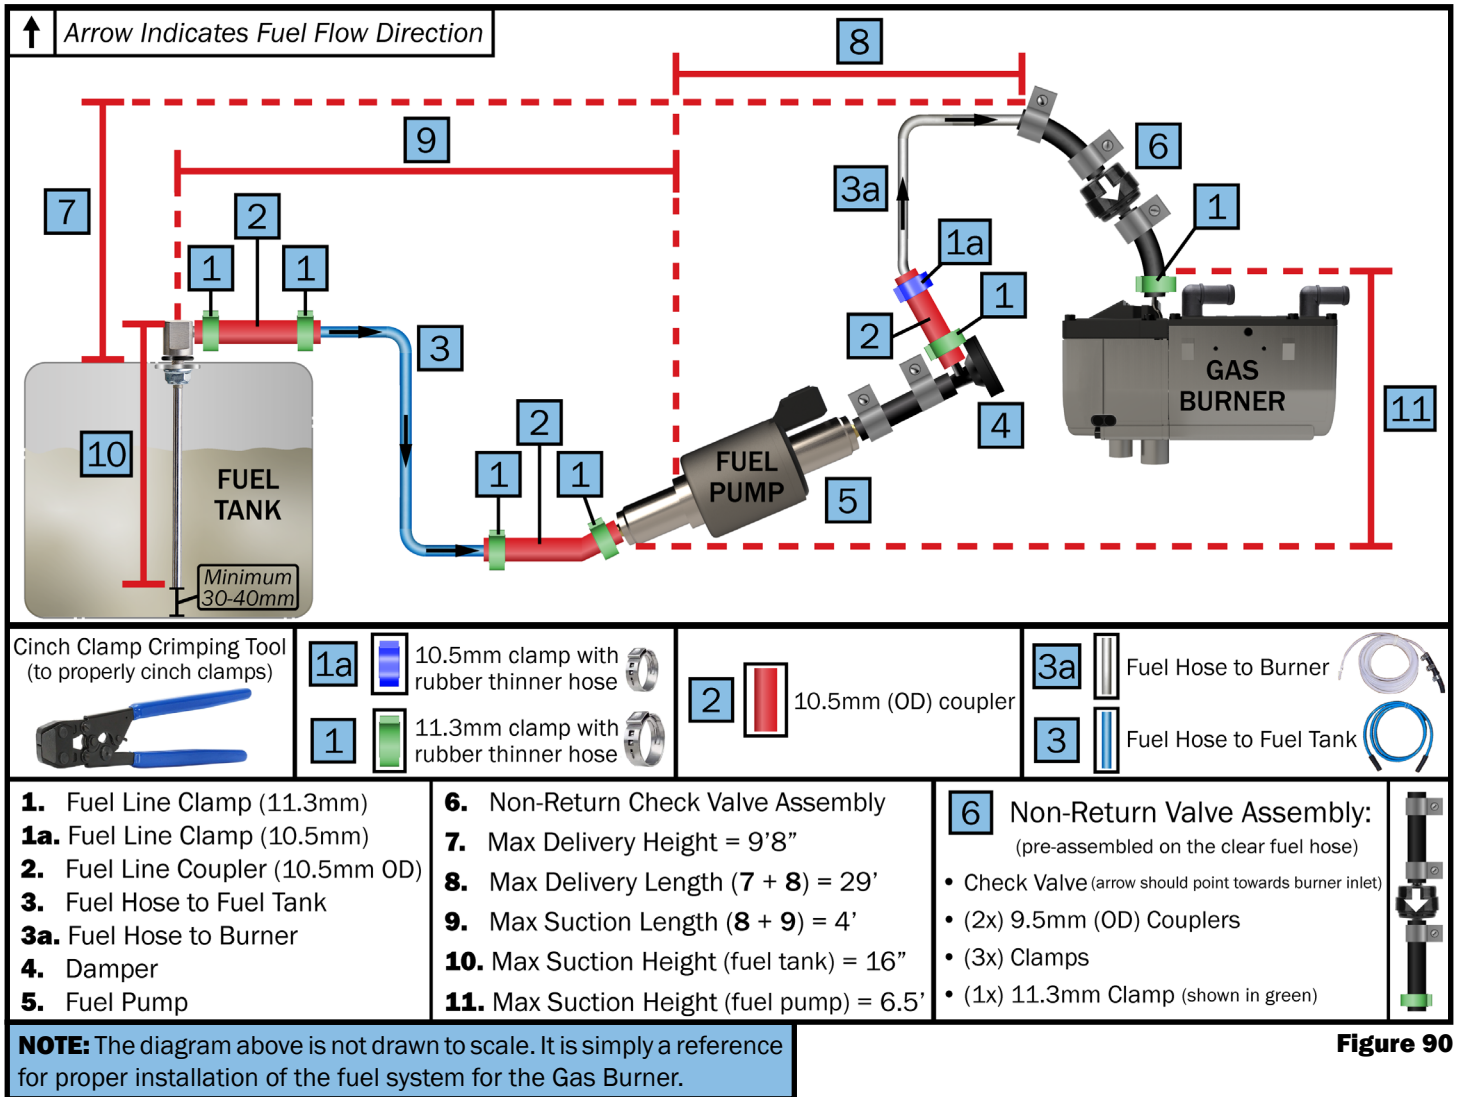 Arrow Indicates Fuel Flow Direction
8
9
6
7
3a
2
1
1
1
1a
1
2
3
GAS
BURNER
11
4
10
FUEL
TANK
2
1
1
FUEL
PUMP
5
Minimum
30-40mm
Cinch Clamp Crimping Tool
(to properly cinch clamps)
1a
10.5mm clamp with
rubber thinner hose
1
11.3mm clamp with
rubber thinner hose
2
10.5mm (OD) coupler
3a
Fuel Hose to Burner
3
Fuel Hose to Fuel Tank
1. Fuel Line Clamp (11.3mm)
1a. Fuel Line Clamp (10.5mm)
2. Fuel Line Coupler (10.5mm OD)
3. Fuel Hose to Fuel Tank
3a. Fuel Hose to Burner
4. Damper
5. Fuel Pump
6. Non-Return Check Valve Assembly
7. Max Delivery Height = 9’8”
8. Max Delivery Length (7 + 8) = 29’
9. Max Suction Length (8 + 9) = 4’
10. Max Suction Height (fuel tank) = 16”
11. Max Suction Height (fuel pump) = 6.5’
6
Non-Return Valve Assembly:
(pre-assembled on the clear fuel hose)
• Check Valve (arrow should point towards burner inlet)
• (2x) 9.5mm (OD) Couplers
• (3x) Clamps
• (1x) 11.3mm Clamp (shown in green)
NOTE: The diagram above is not drawn to scale. It is simply a reference
for proper installation of the fuel system for the Gas Burner.
Figure 90